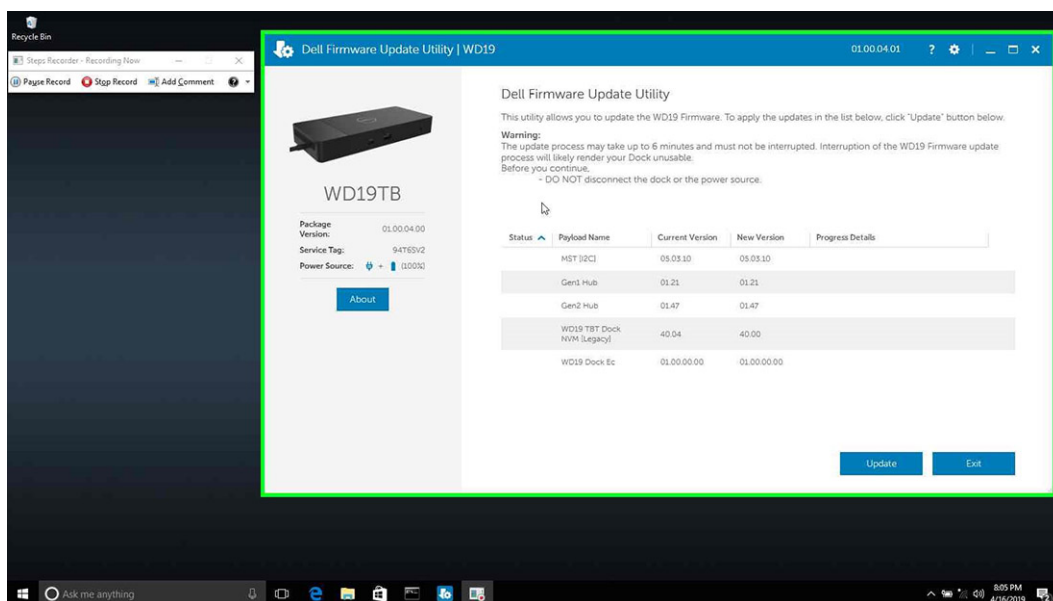 Recycle Bin
Steps Recorder - Recording Now
Pause Record Stop Record Add Comment
Dell Firmware Update Utility | WD19 01.00.04.01 ?
WD19TB
Package Version: 01.00.04.00
Service Tag: 94T6SV2
Power Source: + (100%)
About
Dell Firmware Update Utility
This utility allows you to update the WD19 Firmware. To apply the updates in the list below, click "Update" button below.
Warning:
The update process may take up to 6 minutes and must not be interrupted. Interruption of the WD19 Firmware update
process will likely render your Dock unusable.
Before you continue,
- DO NOT disconnect the dock or the power source.
Status Payload Name Current Version New Version Progress Details
MST [I2C] 05.03.10 05.03.10
Gen1 Hub 01.21 01.21
Gen2 Hub 01.47 01.47
WD19 TBT Dock NVM [Legacy] 40.04 40.00
WD19 Dock Ec 01.00.00.00 01.00.00.00
Update Exit
Ask me anything
8:05 PM
4/16/2019